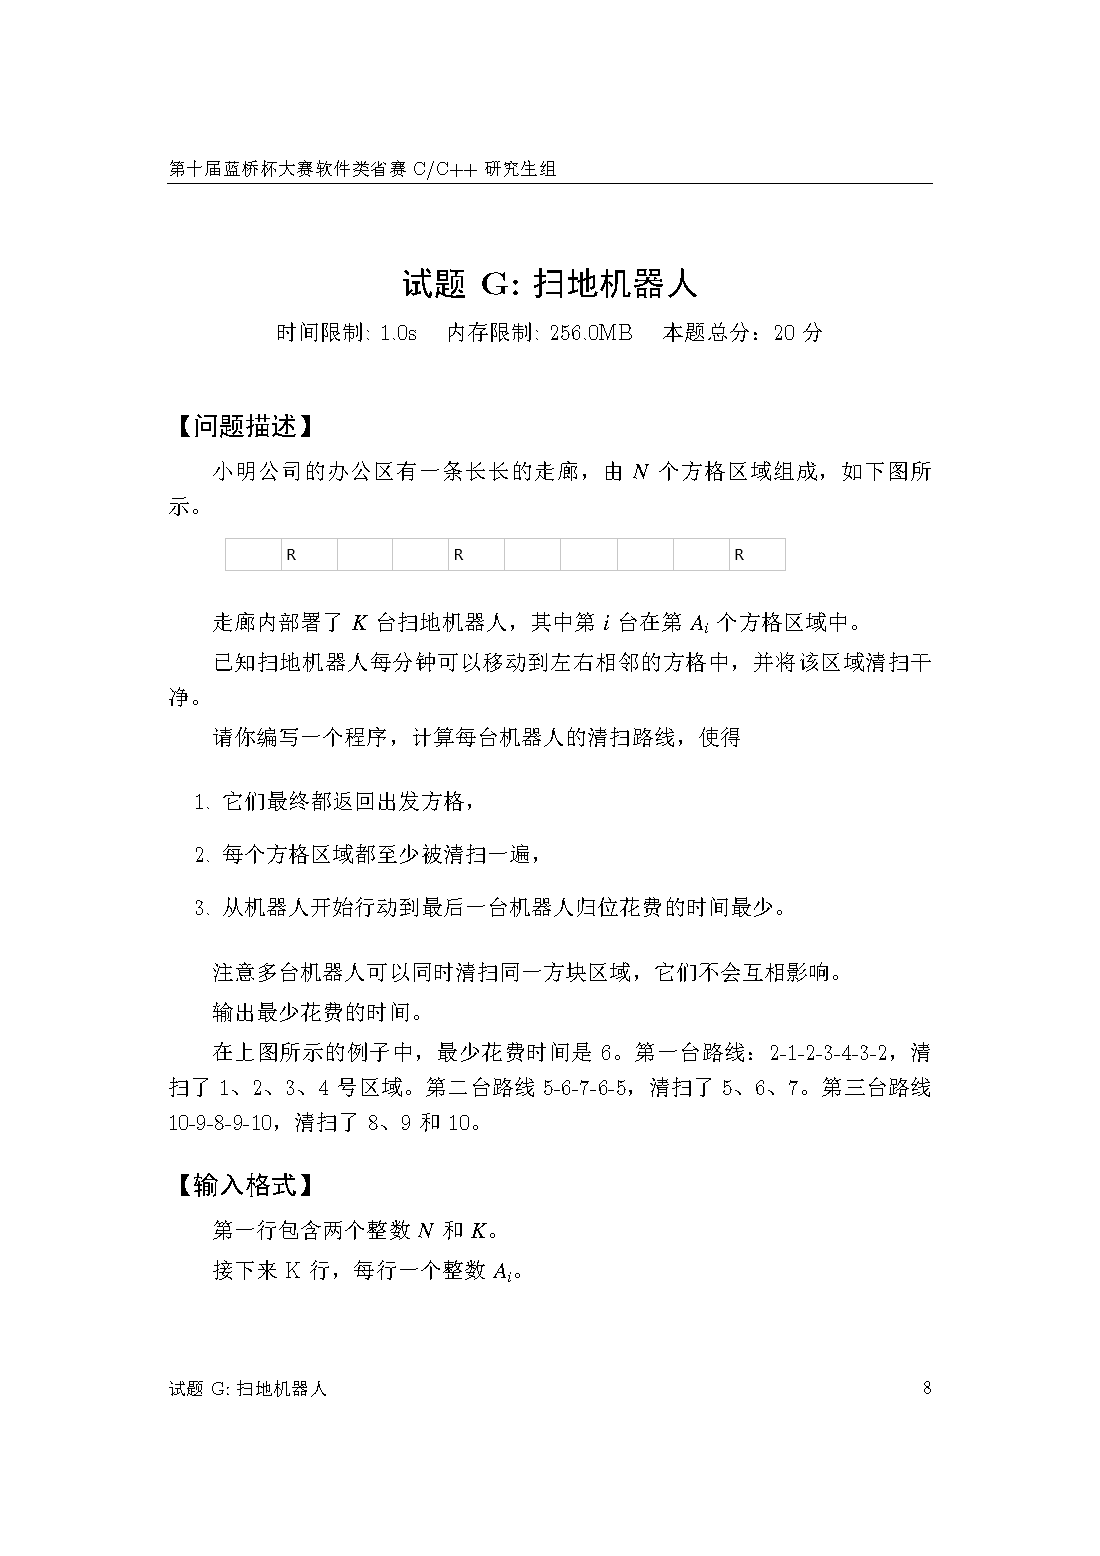 第十届蓝桥杯大赛软件类省赛 C/C++ 研究生组
试题 G: 扫地机器人
时间限制: 1.0s 内存限制: 256.0MB 本题总分：20 分
【问题描述】
小明公司的办公区有一条长长的走廊，由 N 个方格区域组成，如下图所
示。
R R R
走廊内部署了 K 台扫地机器人，其中第 i 台在第 Ai 个方格区域中。
已知扫地机器人每分钟可以移动到左右相邻的方格中，并将该区域清扫干
净。
请你编写一个程序，计算每台机器人的清扫路线，使得
1. 它们最终都返回出发方格，
2. 每个方格区域都至少被清扫一遍，
3. 从机器人开始行动到最后一台机器人归位花费的时间最少。
注意多台机器人可以同时清扫同一方块区域，它们不会互相影响。
输出最少花费的时间。
在上图所示的例子中，最少花费时间是 6。第一台路线：2-1-2-3-4-3-2，清
扫了 1、2、3、4 号区域。第二台路线 5-6-7-6-5，清扫了 5、6、7。第三台路线
10-9-8-9-10，清扫了 8、9 和 10。
【输入格式】
第一行包含两个整数 N 和 K。
接下来 K 行，每行一个整数 Ai。
试题 G: 扫地机器人 8